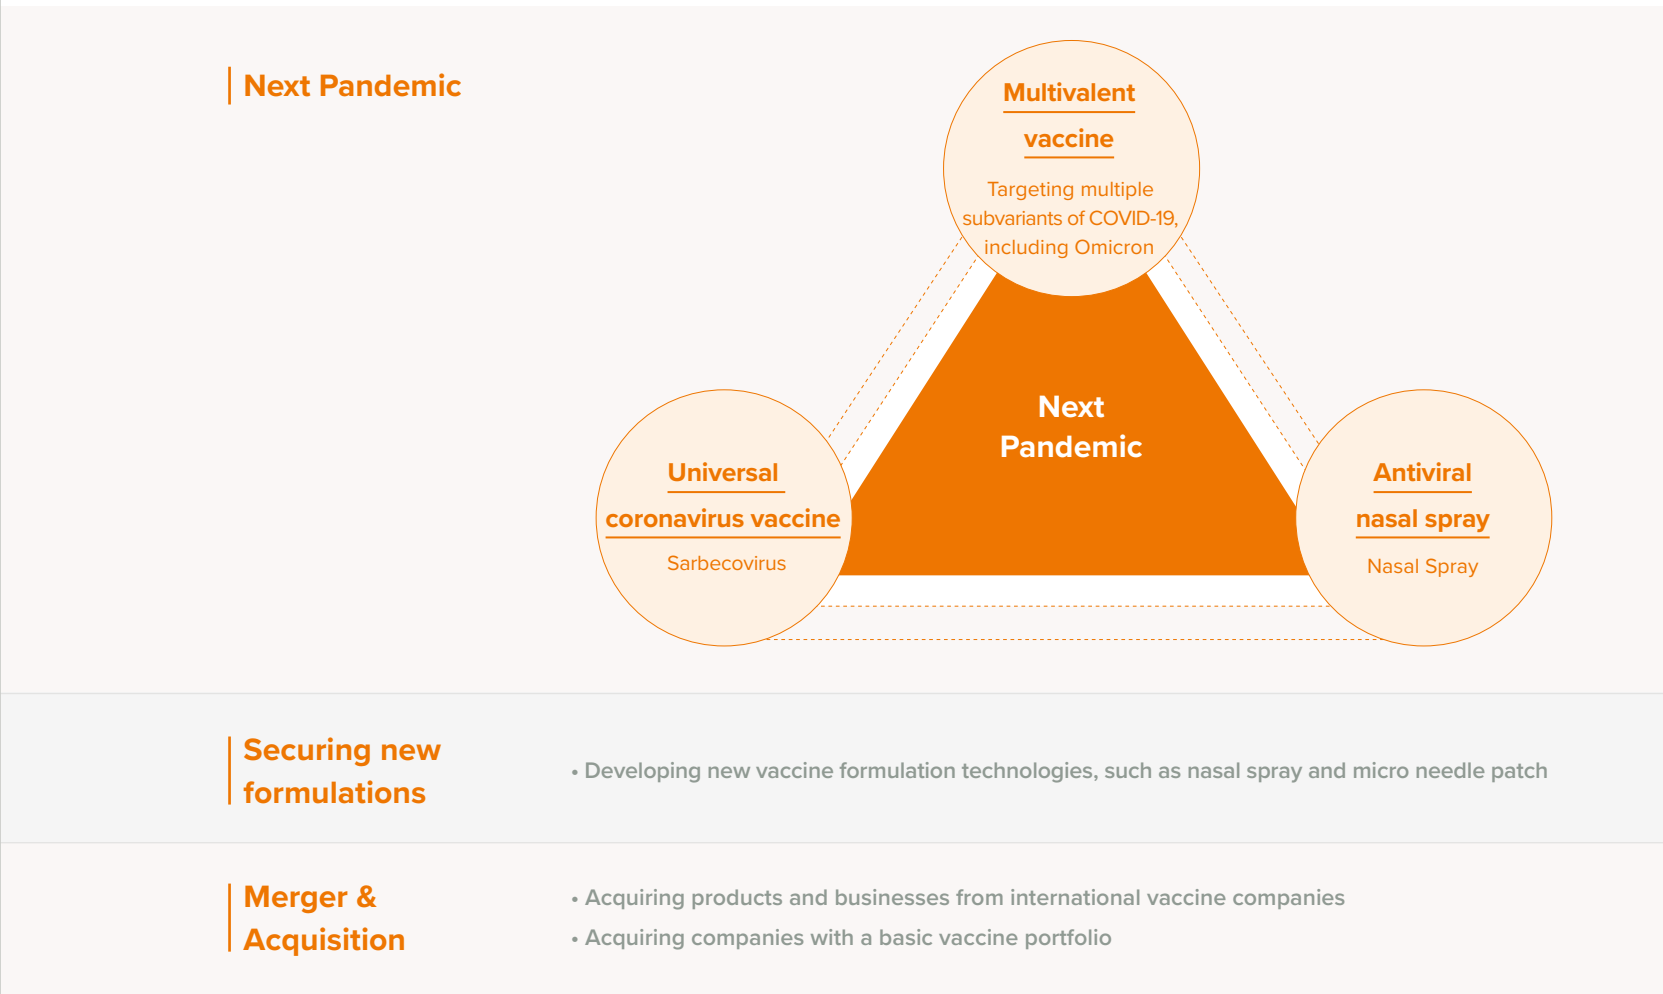 Next Pandemic
Multivalent
vaccine
Targeting multiple
subvariants of COVID-19,
including Omicron
Next
Pandemic
Universal
coronavirus vaccine
Sarbecovirus
Antiviral
nasal spray
Nasal Spray
Securing new
formulations
• Developing new vaccine formulation technologies, such as nasal spray and micro needle patch
Merger &
Acquisition
• Acquiring products and businesses from international vaccine companies
• Acquiring companies with a basic vaccine portfolio